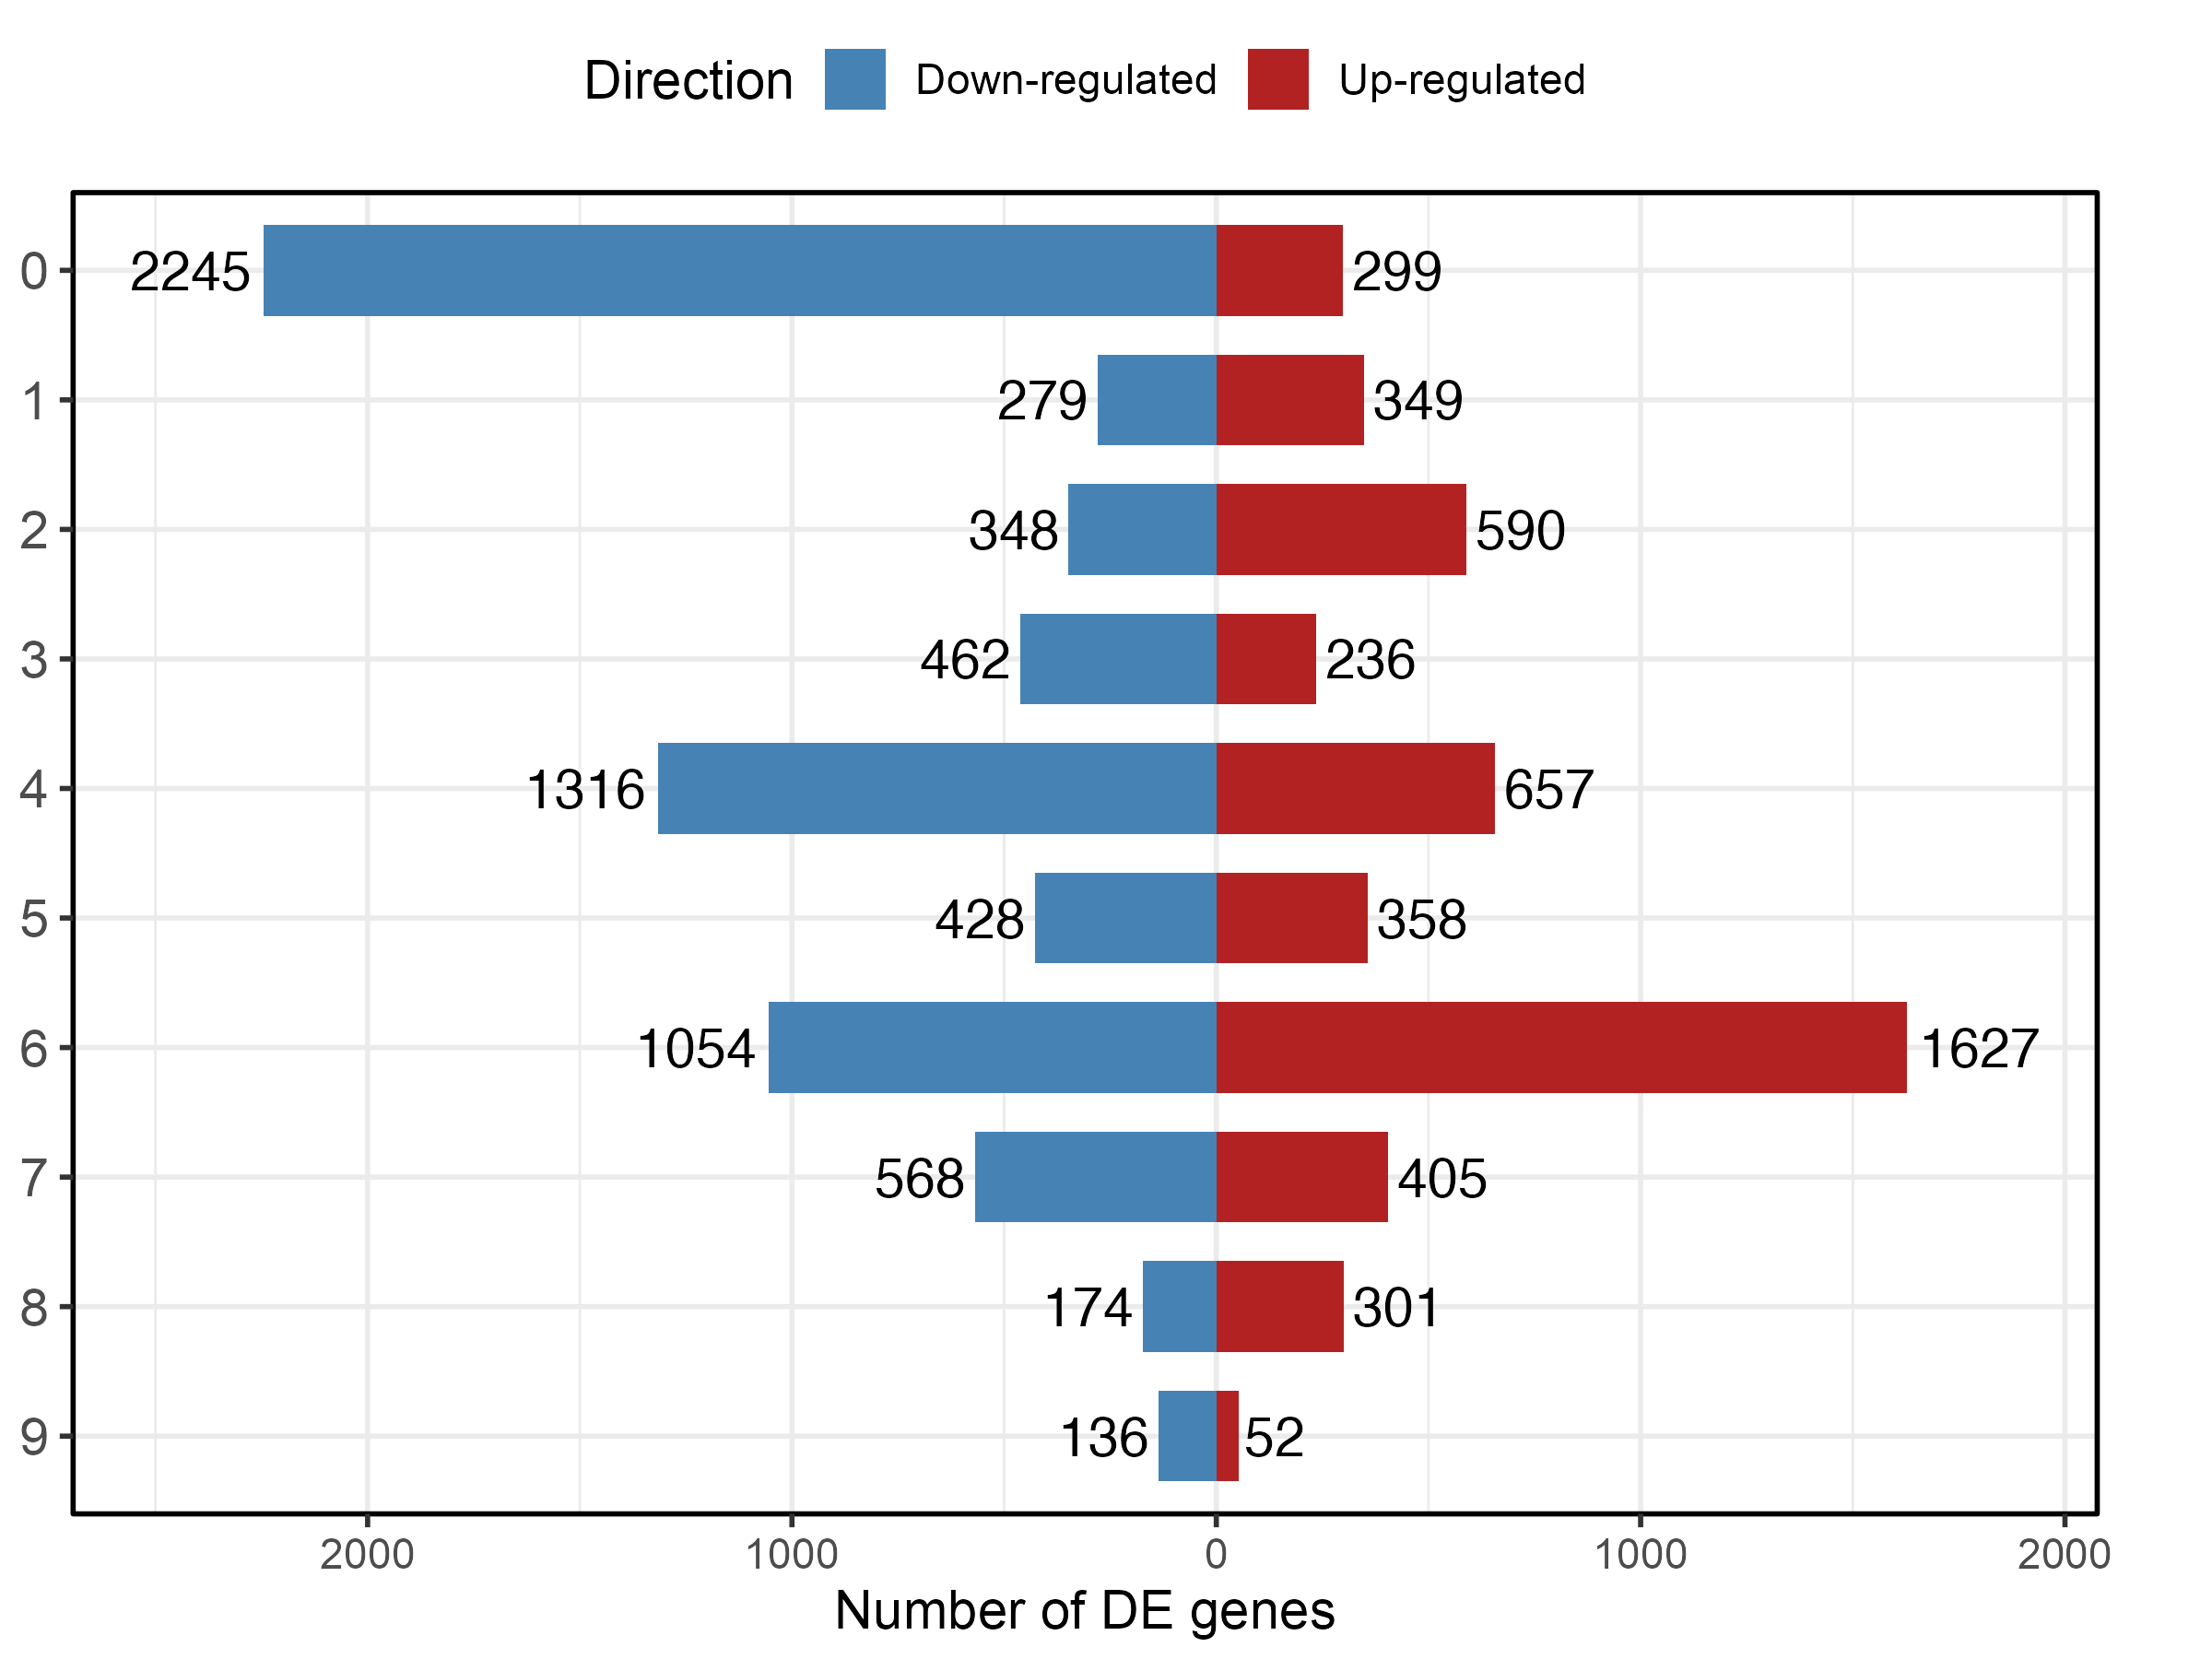 Direction Down-regulated Up-regulated
0 2245 299
1 279 349
2 348 590
3 462 236
4 1316 657
5 428 358
6 1054 1627
7 568 405
8 174 301
9 136 52
2000 1000 0 1000 2000
Number of DE genes